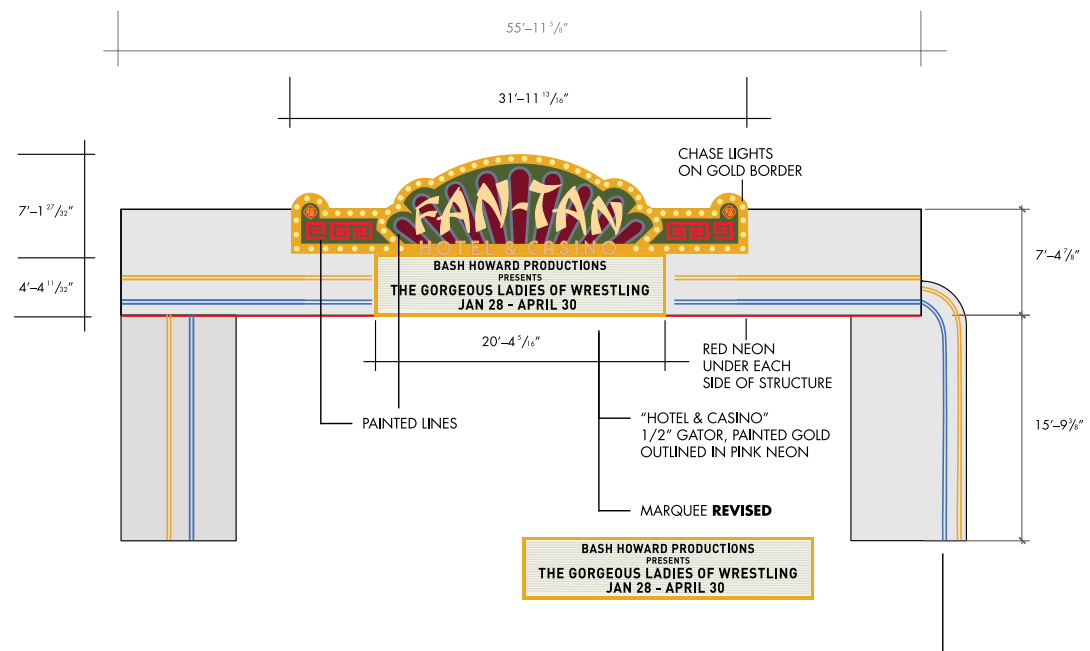 55’–11 5/8”
31’–11 13/16”
CHASE LIGHTS
ON GOLD BORDER
7’–1 27/32”
FAN-TAN
HOTEL & CASINO
7’–4 7/8”
4’–4 11/32”
BASH HOWARD PRODUCTIONS
PRESENTS
THE GORGEOUS LADIES OF WRESTLING
JAN 28 - APRIL 30
20’–4 5/16”
RED NEON
UNDER EACH
SIDE OF STRUCTURE
PAINTED LINES
“HOTEL & CASINO”
1/2” GATOR, PAINTED GOLD
OUTLINED IN PINK NEON
15’–9 3/8”
MARQUEE REVISED
BASH HOWARD PRODUCTIONS
PRESENTS
THE GORGEOUS LADIES OF WRESTLING
JAN 28 - APRIL 30